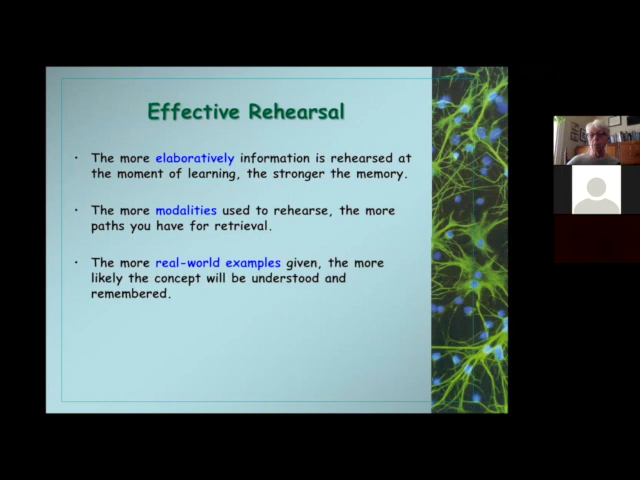 Effective Rehearsal
· The more elaboratively information is rehearsed at
the moment of learning, the stronger the memory.
· The more modalities used to rehearse, the more
paths you have for retrieval.
· The more real-world examples given, the more
likely the concept will be understood and
remembered.